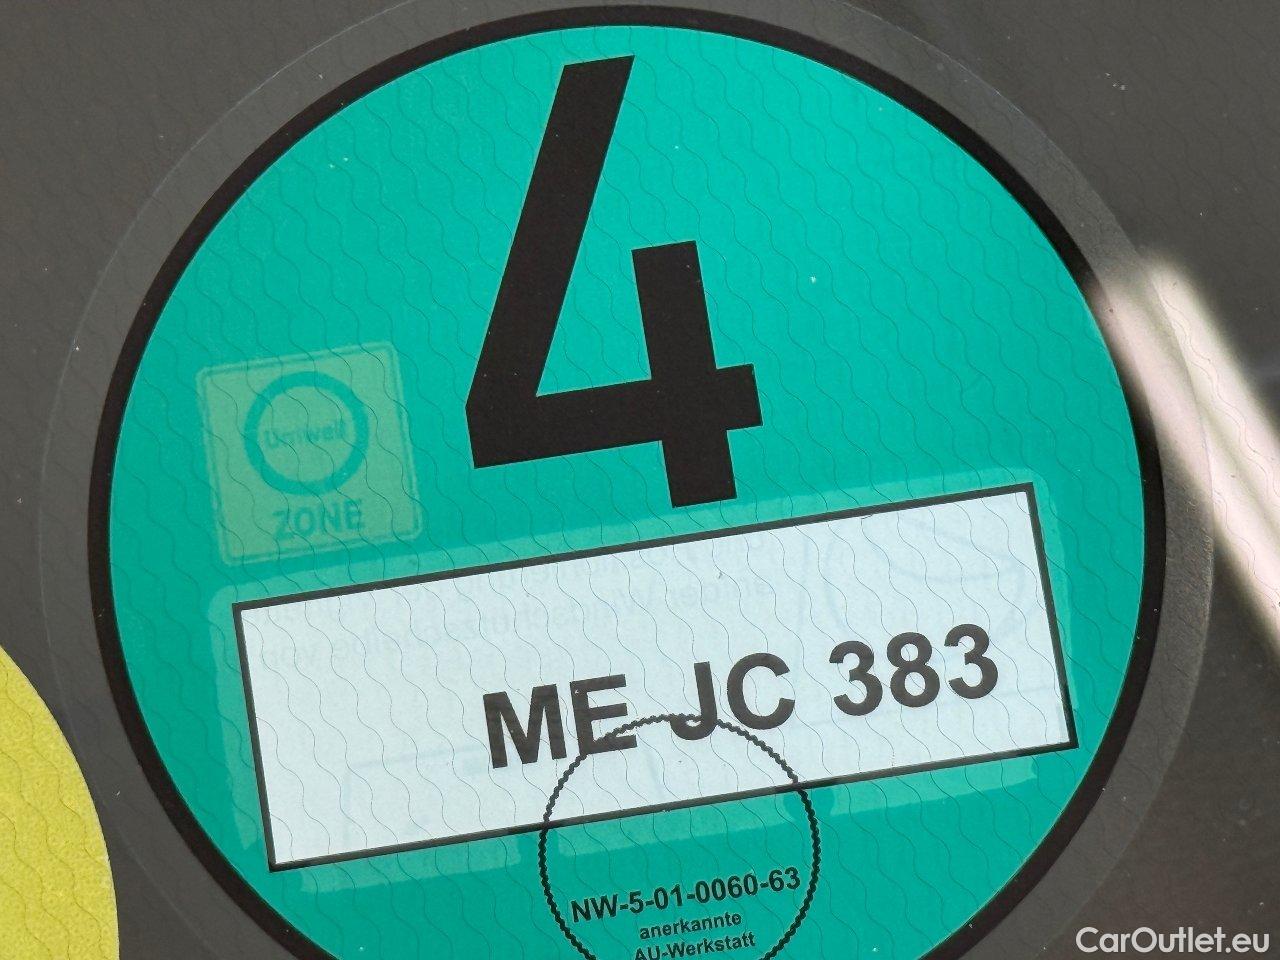 4
Umwelt
ZONE
ME JC 383
NW-5-01-0060-63
anerkannte
AU-Werkstatt
CarOutlet.eu